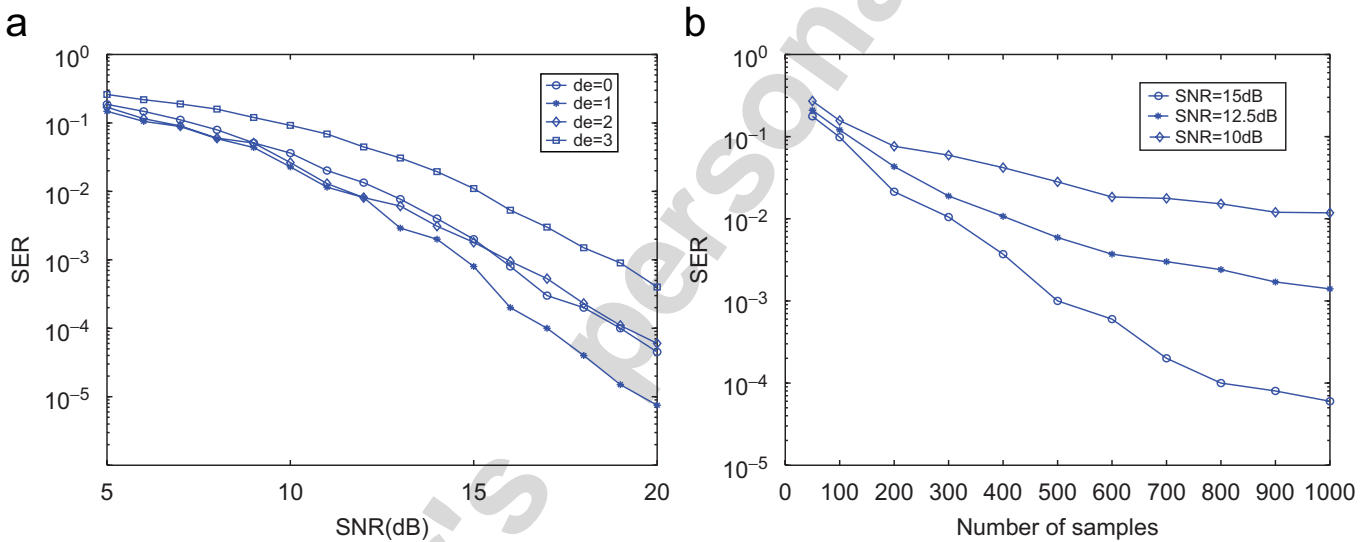 a
10^0
10^-1
10^-2
10^-3
10^-4
10^-5
SER
5
10
15
20
SNR(dB)
de=0
de=1
de=2
de=3
b
10^0
10^-1
10^-2
10^-3
10^-4
10^-5
SER
0
100
200
300
400
500
600
700
800
900
1000
Number of samples
SNR=15dB
SNR=12.5dB
SNR=10dB
's persona